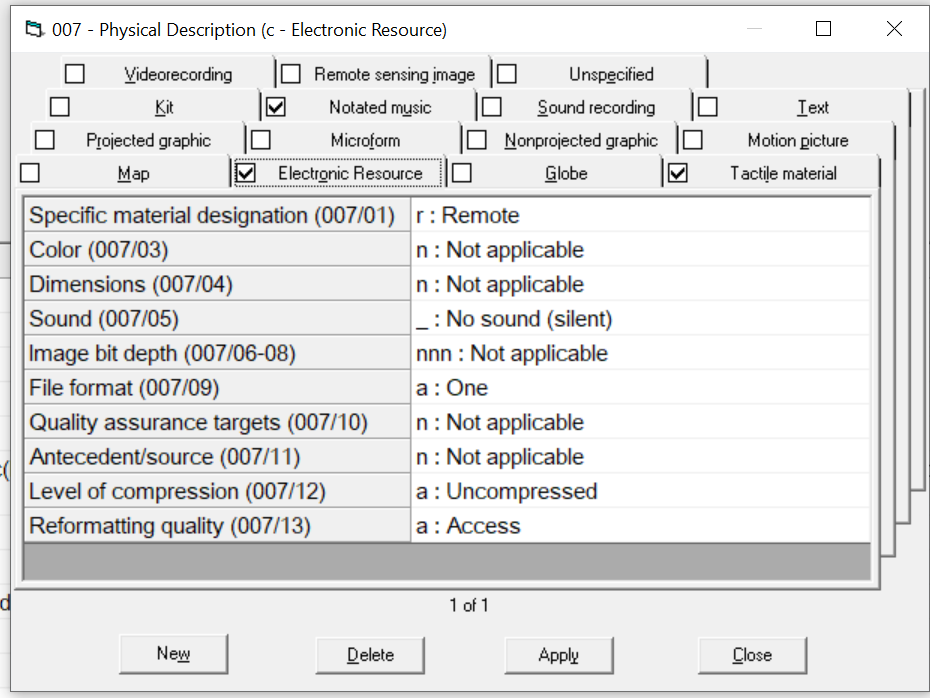 007 - Physical Description (c - Electronic Resource)
Videorecording Remote sensing image Unspecified
Kit Notated music Sound recording Text
Projected graphic Microform Nonprojected graphic Motion picture
Map Electronic Resource Globe Tactile material
Specific material designation (007/01) r : Remote
Color (007/03) n : Not applicable
Dimensions (007/04) n : Not applicable
Sound (007/05) _ : No sound (silent)
Image bit depth (007/06-08) nnn : Not applicable
File format (007/09) a : One
Quality assurance targets (007/10) n : Not applicable
Antecedent/source (007/11) n : Not applicable
Level of compression (007/12) a : Uncompressed
Reformatting quality (007/13) a : Access
1 of 1
New Delete Apply Close